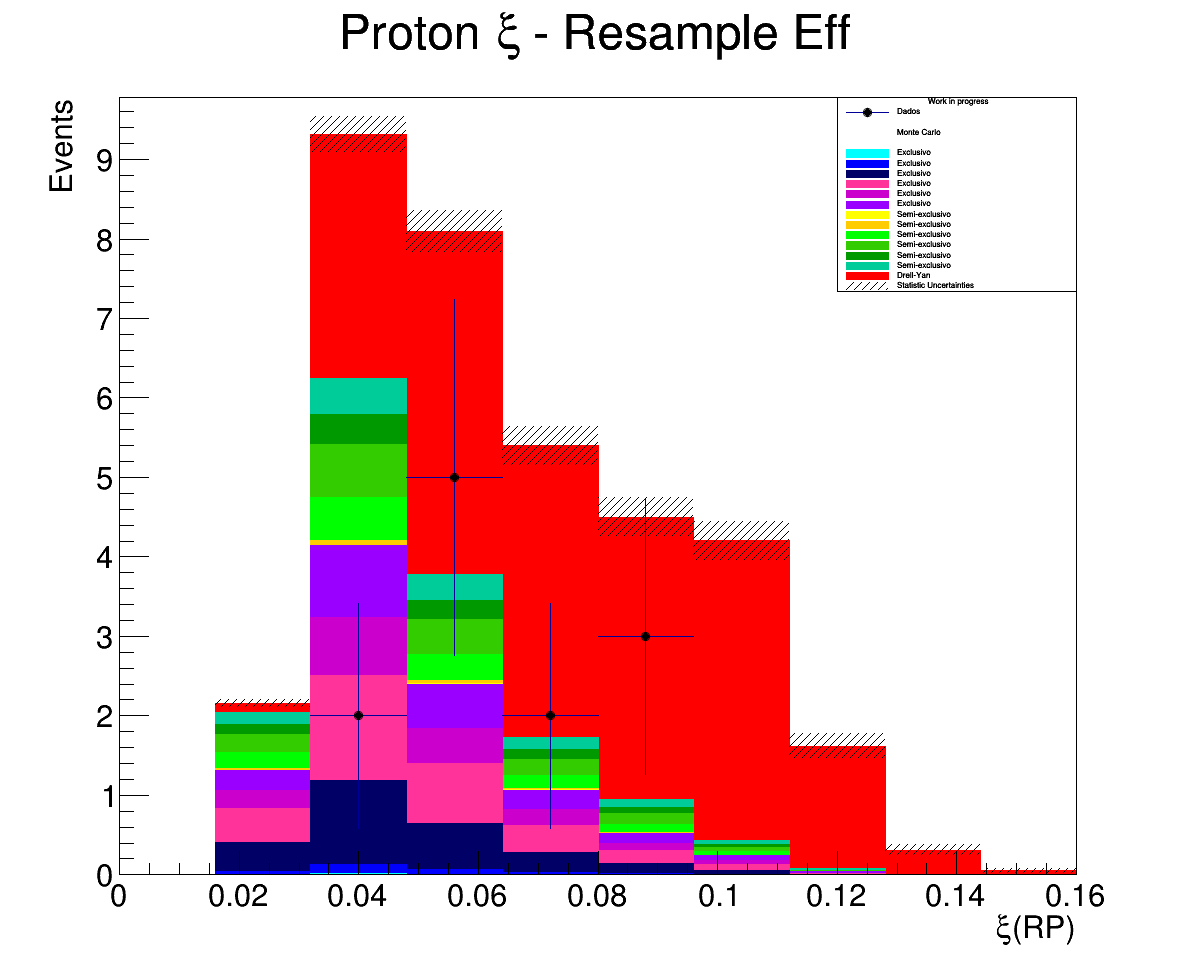 Proton ξ - Resample Eff
Events
Work in progress
Dados
Monte Carlo
Exclusivo
Exclusivo
Exclusivo
Exclusivo
Exclusivo
Exclusivo
Semi-exclusivo
Semi-exclusivo
Semi-exclusivo
Semi-exclusivo
Semi-exclusivo
Semi-exclusivo
Drell-Yan
Statistic Uncertainties
9
8
7
6
5
4
3
2
1
0
0 0.02 0.04 0.06 0.08 0.1 0.12 0.14 0.16
ξ(RP)